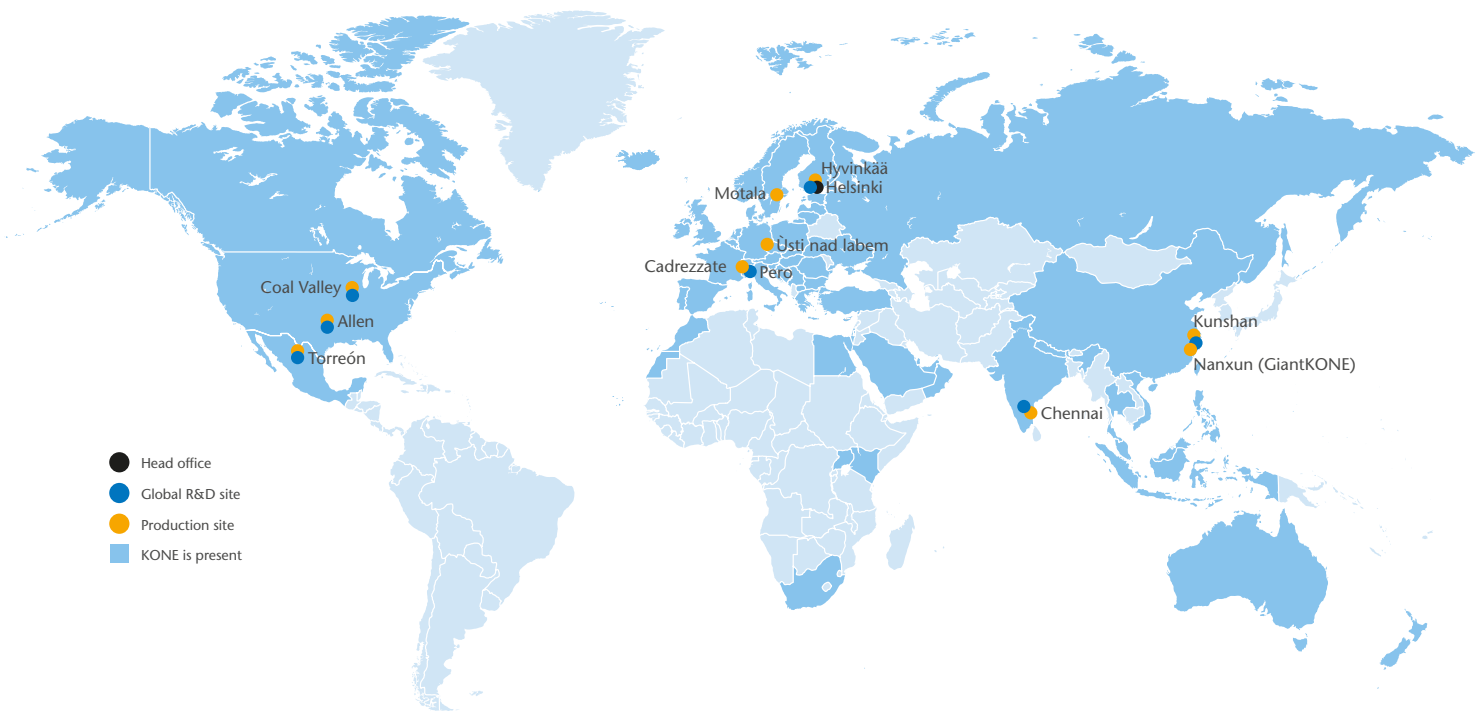 Hyvinkää
Helsinki
Motala
Ùsti nad labem
Cadrezzate
Pero
Coal Valley
Allen
Torreón
Kunshan
Nanxun (GiantKONE)
Chennai
Head office
Global R&D site
Production site
KONE is present